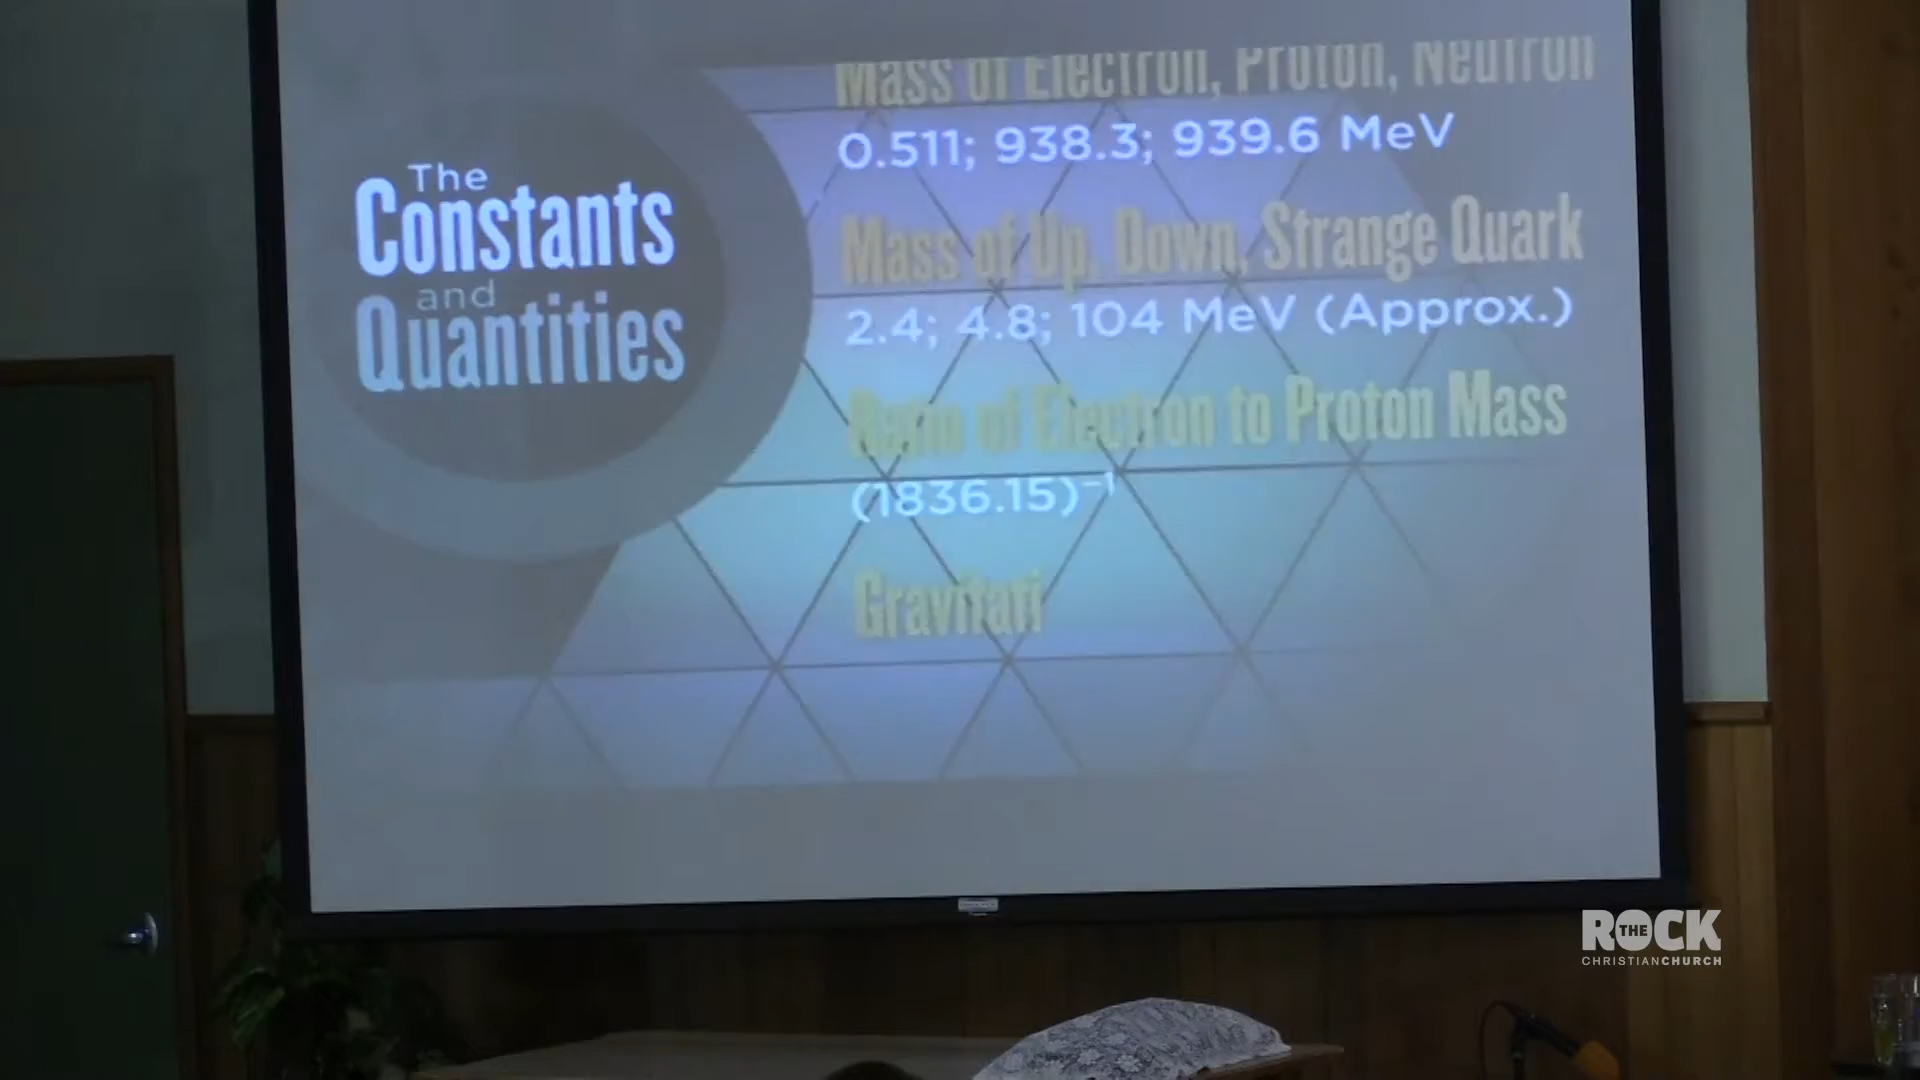 The
Constants
and
Quantities
Mass of Electron, Proton, Neutron
0.511; 938.3; 939.6 MeV
Mass of Up, Down, Strange Quark
2.4; 4.8; 104 MeV (Approx.)
Ratio of Electron to Proton Mass
(1836.15)⁻¹
Gravitati
THE ROCK
CHRISTIANCHURCH